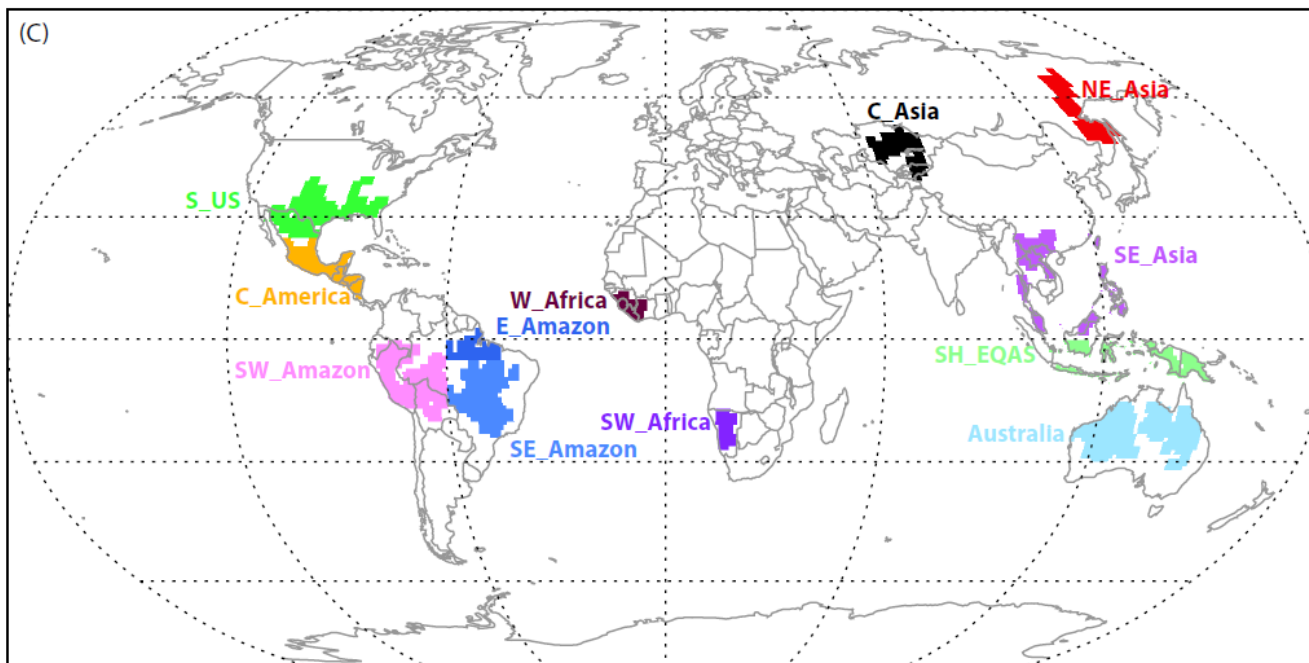 (C)
NE_Asia
C_Asia
S_US
SE_Asia
C_America
W_Africa
E_Amazon
SH_EQAS
SW_Amazon
SW_Africa
Australia
SE_Amazon